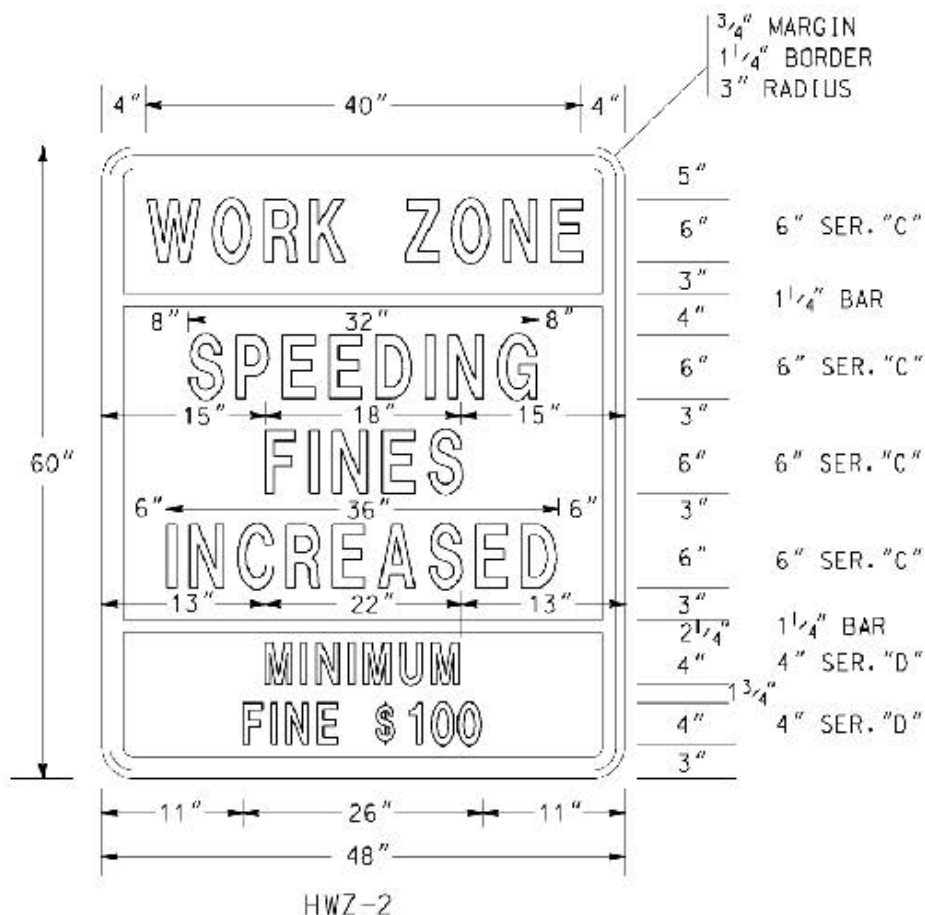 3/4" MARGIN
1 1/4" BORDER
3" RADIUS
4" 40" 4"
5"
WORK ZONE 6" 6" SER. "C"
3"
1 1/4" BAR
8" 32" 8" 4"
SPEEDING 6" 6" SER. "C"
15" 18" 15" 3"
60" FINES 6" 6" SER. "C"
6" 36" 6" 3"
INCREASED 6" 6" SER. "C"
13" 22" 13" 3"
2 1/4" 1 1/4" BAR
MINIMUM 4" 4" SER. "D"
1 3/4"
FINE $100 4" 4" SER. "D"
3"
11" 26" 11"
48"
HWZ-2